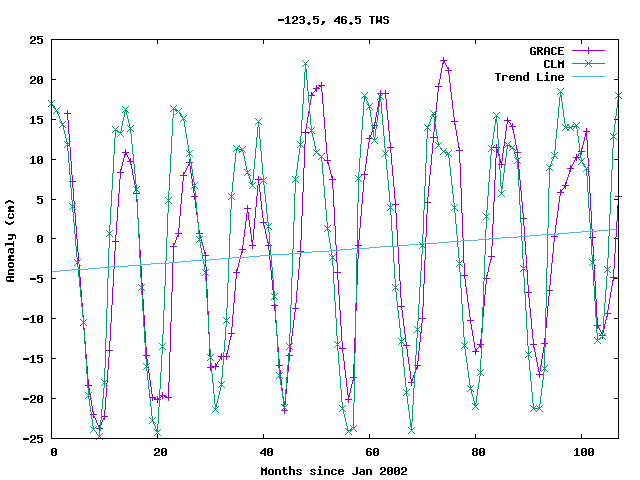 -123.5, 46.5 TWS
GRACE
CLM
Trend Line
25
20
15
10
5
0
-5
-10
-15
-20
-25
Anomaly (cm)
0 20 40 60 80 100
Months since Jan 2002